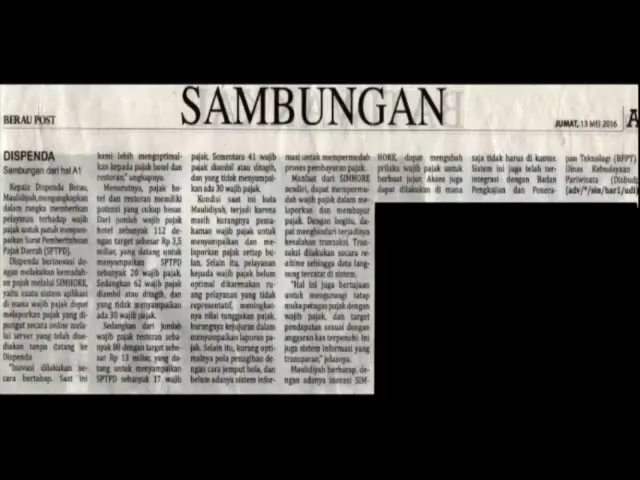 SAMBUNGAN
BERAU POST
JUMAT, 13 MEI 2016
A
DISPENDA
Sambungan dari hal A1
Kepala Dispenda Berau,
Maulidiyah, mengungkapkan
dalam rangka memberikan
pelayanan terhadap wajib
pajak untuk patuh menyam-
paikan Surat Pemberitahuan
Pajak Daerah (SPTPD).
Dispenda berinovasi de-
ngan melakukan kemudah-
an pajak melalui SIMHORE,
yaitu suatu sistem aplikasi
di mana wajib pajak dapat
melaporkan pajak yang di-
pungut secara online mela-
lui server yang telah dise-
diakan tanpa datang ke
Dispenda
"Inovasi dilakukan se-
cara bertahap. Saat ini
kami lebih mengoptimal-
kan kepada pajak hotel dan
restoran," ungkapnya.
Menurutnya, pajak ho-
tel dan restoran memiliki
potensi yang cukup besar.
Dari jumlah wajib pajak
hotel sebanyak 112 de-
ngan target sebesar Rp 3,5
miliar, yang datang untuk
menyampaikan SPTPD
sebanyak 20 wajib pajak.
Sedangkan 62 wajib pajak
diambil atau ditagih, dan
yang tidak menyampaikan
ada 30 wajib pajak.
Sedangkan dari jumlah
wajib pajak restoran seba-
nyak 88 dengan target sebe-
sar Rp 13 miliar, yang da-
tang untuk menyampaikan
SPTPD sebanyak 17 wajib
pajak. Sementara 41 wajib
pajak diambil atau ditagih,
dan yang tidak menyampai-
kan ada 30 wajib pajak.
Kondisi saat ini kata
Maulidiyah, terjadi karena
masih kurangnya pema-
haman wajib pajak untuk
menyampaikan dan me-
laporkan pajak setiap bu-
lan. Selain itu, pelayanan
kepada wajib pajak belum
optimal dikarenakan ru-
ang pelayanan yang tidak
representatif, meningkat-
nya nilai tunggakan pajak,
kurangnya kejujuran dalam
menyampaikan laporan pa-
jak. Selain itu, kurang opti-
malnya pola penagihan de-
ngan cara jemput bola, dan
belum adanya sistem infor-
masi untuk mempermudah
proses pembayaran pajak.
Manfaat dari SIMHORE
sendiri, dapat mempermu-
dah wajib pajak dalam me-
laporkan dan membayar
pajak. Dengan begitu, da-
pat menghindari terjadinya
kesalahan transaksi. Tran-
saksi dilakukan secara re-
altime sehingga data lang-
sung tercatat di sistem.
"Hal ini juga bertujuan
untuk mengurangi tatap
muka petugas pajak dengan
wajib pajak, dan target
pendapatan sesuai dengan
anggaran kas terpenuhi. Ini
juga sistem informasi yang
transparan," jelasnya.
Maulidiyah berharap, de-
ngan adanya inovasi SIM-
HORE, dapat mengubah
prilaku wajib pajak untuk
berbuat jujur. Akses juga
dapat dilakukan di mana
saja tidak harus di kantor.
Sistem ini juga telah ter-
integrasi dengan Badan
Pengkajian dan Penera-
pan Teknologi (BPPT)
Dinas Kebudayaan
Pariwisata (Disbudp
(adv/*/sin/har1/udi